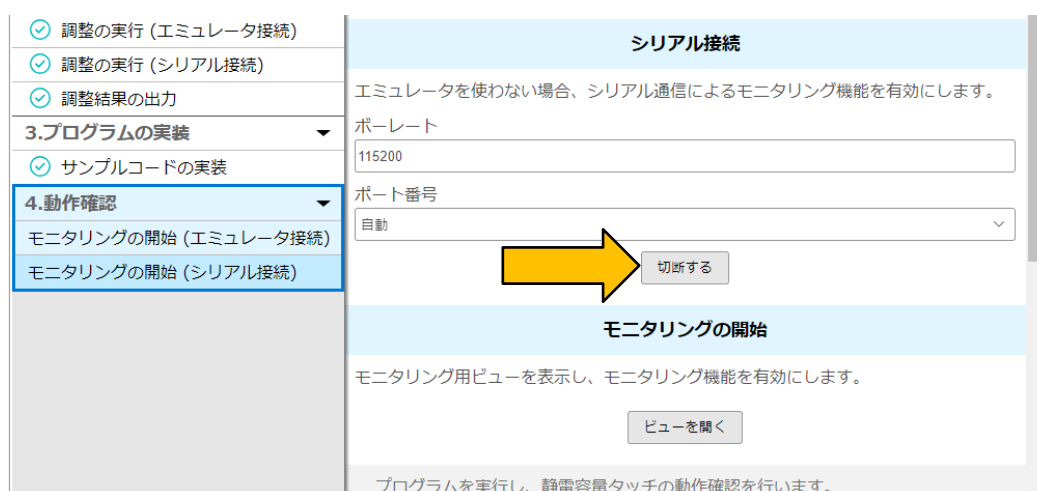 調整の実行 (エミュレータ接続)
調整の実行 (シリアル接続)
調整結果の出力
3.プログラムの実装
サンプルコードの実装
4.動作確認
モニタリングの開始 (エミュレータ接続)
モニタリングの開始 (シリアル接続)
シリアル接続
エミュレータを使わない場合、シリアル通信によるモニタリング機能を有効にします。
ボーレート
115200
ポート番号
自動
切断する
モニタリングの開始
モニタリング用ビューを表示し、モニタリング機能を有効にします。
ビューを開く
プログラムを実行し、静電容量タッチの動作確認を行います。